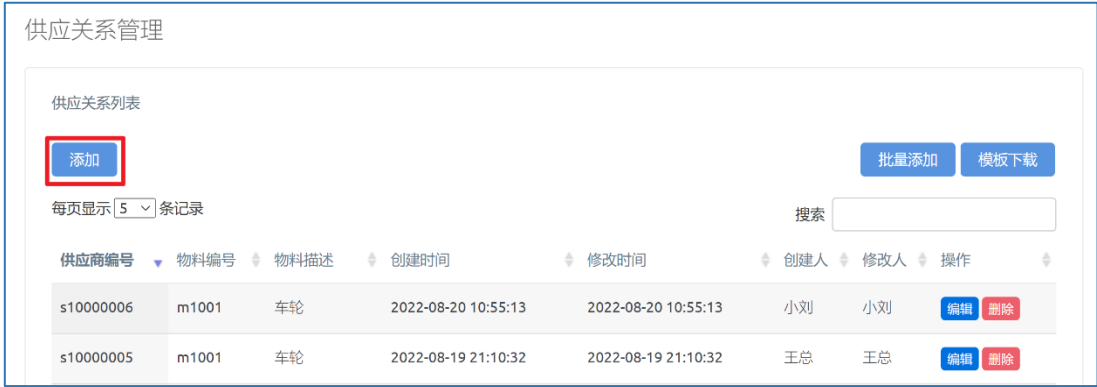 供应关系管理
供应关系列表
添加 批量添加 模板下载
每页显示 5 条记录 搜索
供应商编号 物料编号 物料描述 创建时间 修改时间 创建人 修改人 操作
s10000006 m1001 车轮 2022-08-20 10:55:13 2022-08-20 10:55:13 小刘 小刘 编辑 删除
s10000005 m1001 车轮 2022-08-19 21:10:32 2022-08-19 21:10:32 王总 王总 编辑 删除